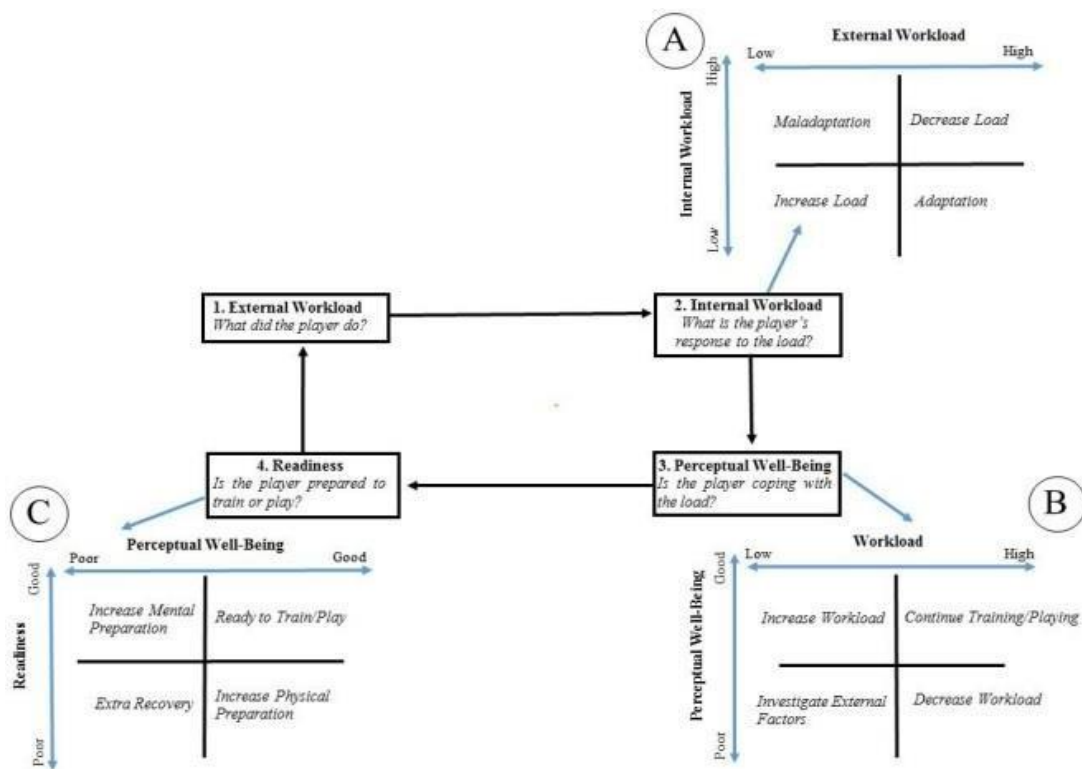 A
External Workload
Low
High
High
Internal Workload
Low
Maladaptation
Decrease Load
Increase Load
Adaptation
1. External Workload
What did the player do?
2. Internal Workload
What is the player's
response to the load?
4. Readiness
Is the player prepared to
train or play?
3. Perceptual Well-Being
Is the player coping with
the load?
C
Perceptual Well-Being
Poor
Good
Good
Readiness
Poor
Increase Mental
Preparation
Ready to Train/Play
Extra Recovery
Increase Physical
Preparation
B
Workload
Low
High
Good
Perceptual Well-Being
Poor
Increase Workload
Continue Training/Playing
Investigate External
Factors
Decrease Workload